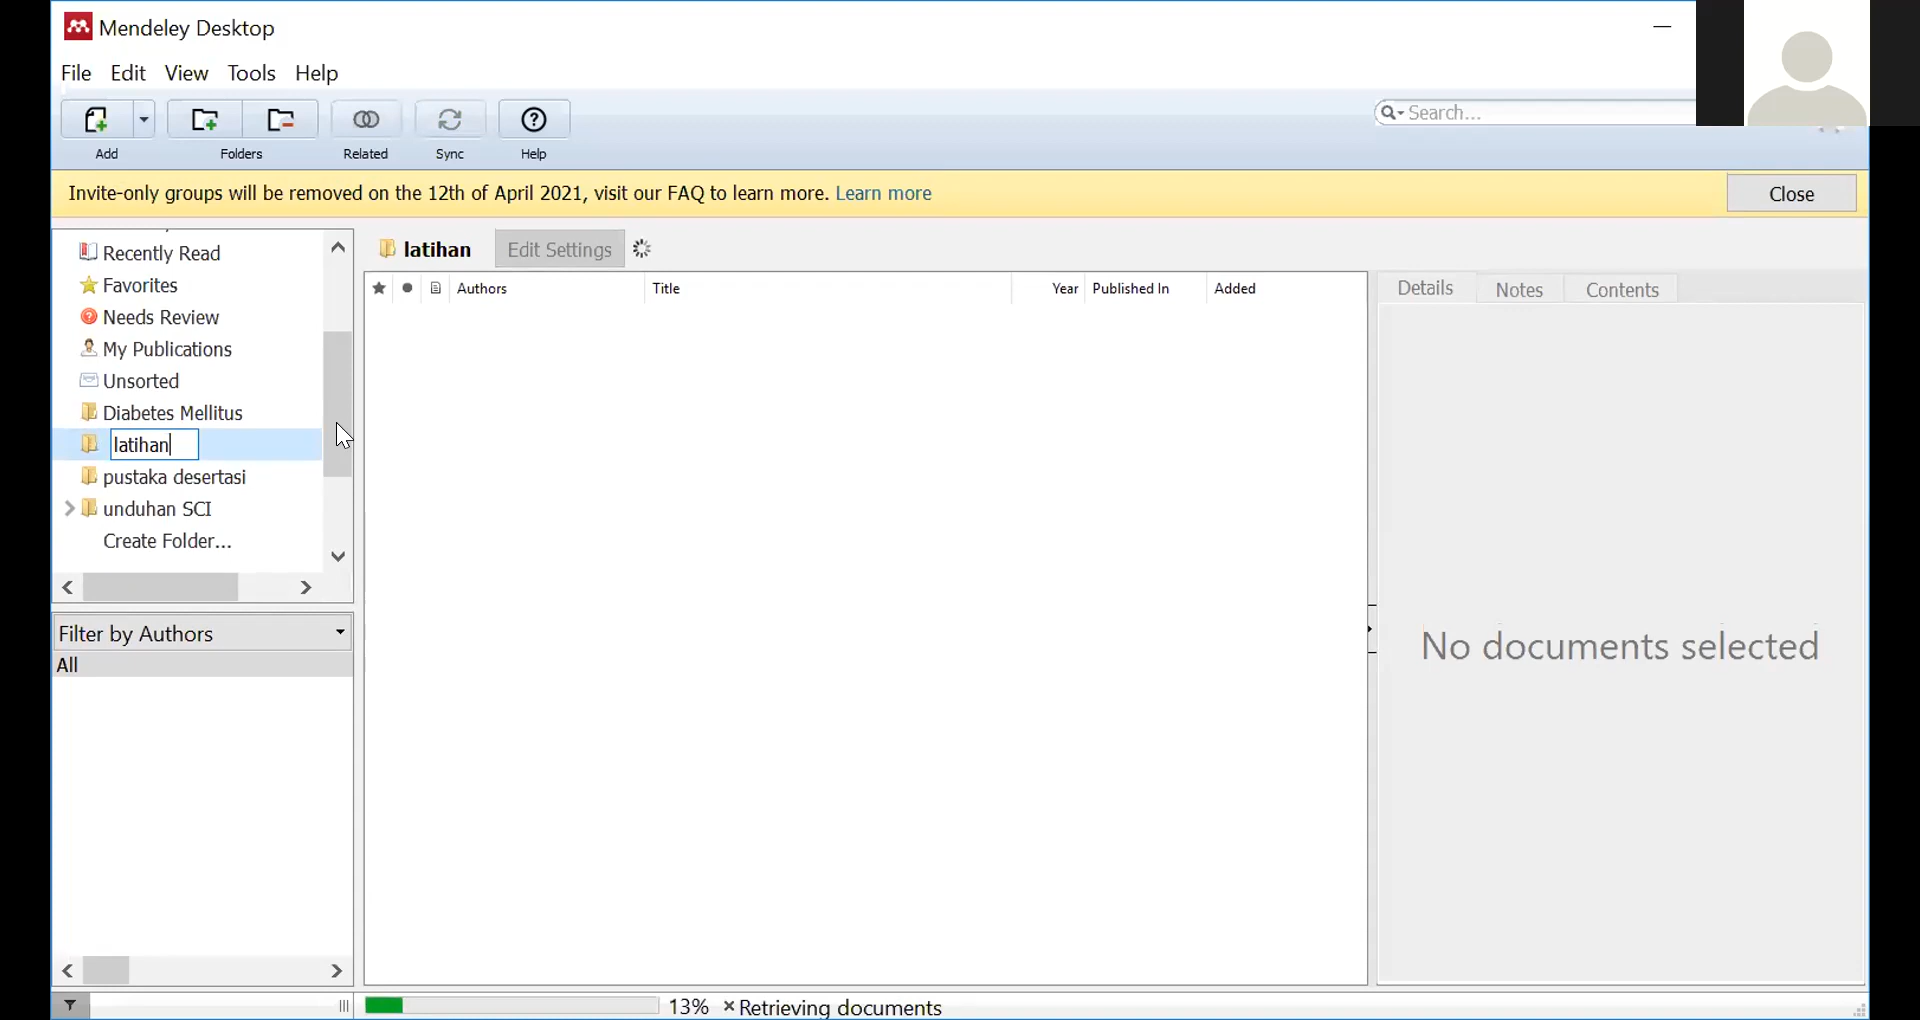 Mendeley Desktop
File Edit View Tools Help
Search...
Add Folders Related Sync Help
Invite-only groups will be removed on the 12th of April 2021, visit our FAQ to learn more. Learn more
Close
Recently Read
Favorites
Needs Review
My Publications
Unsorted
Diabetes Mellitus
latihan
pustaka desertasi
unduhan SCI
Create Folder...
Filter by Authors
All
latihan Edit Settings
Authors Title Year Published In Added
Details Notes Contents
No documents selected
13% Retrieving documents